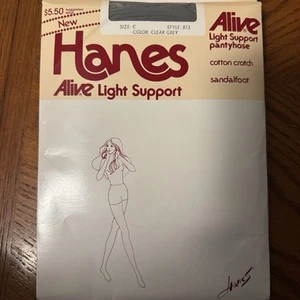 $5.50
New
SIZE: C STYLE: 813
COLOR: CLEAR GREY
Hanes
Alive Light Support
Alive
Light Support
pantyhose
cotton crotch
sandalfoot
Hanes